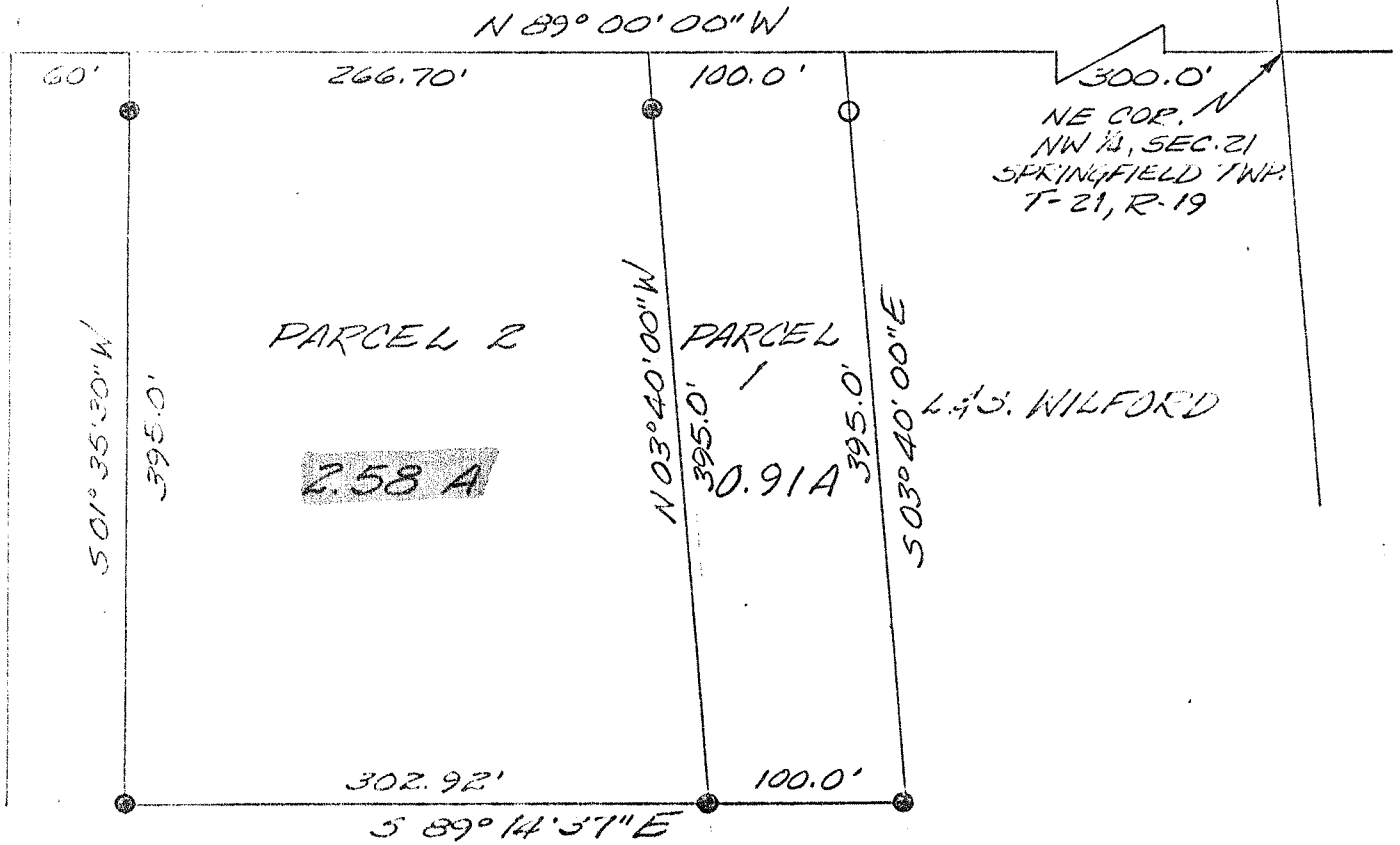 N 89° 00' 00" W
60'
266.70'
100.0'
300.0'
NE COR.
NW ¼, SEC. 21
SPRINGFIELD TWP.
T-21, R-19
S 01° 35' 30" W
395.0'
PARCEL 2
2.58 A
N 03° 40' 00" W
395.0'
PARCEL
1
0.91 A
395.0'
S 03° 40' 00" E
L.&S. WILFORD
302.92'
100.0'
S 89° 14' 37" E